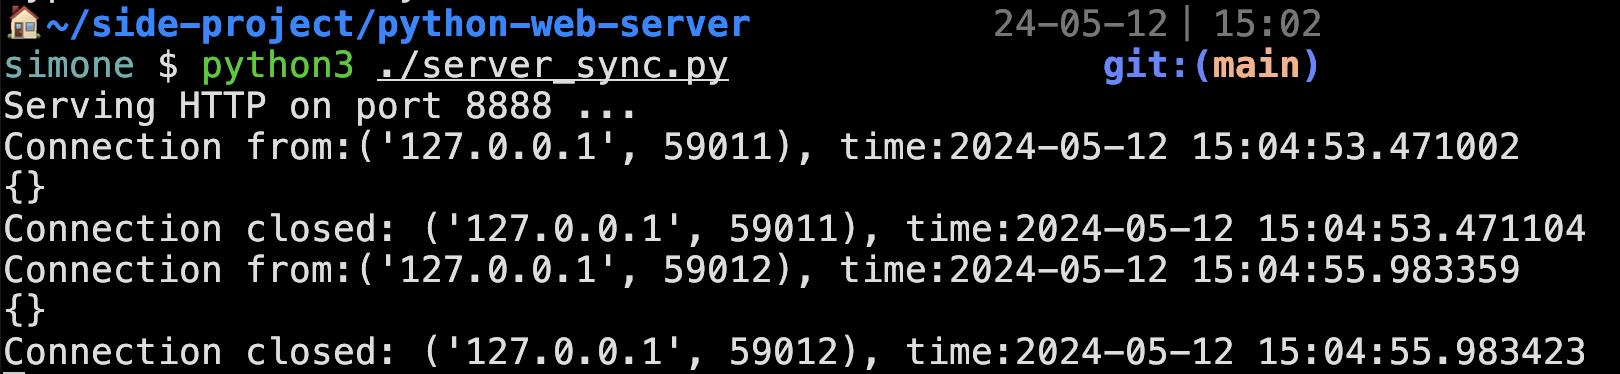 ~/side-project/python-web-server 24-05-12 | 15:02
simone $ python3 ./server_sync.py git:(main)
Serving HTTP on port 8888 ...
Connection from:('127.0.0.1', 59011), time:2024-05-12 15:04:53.471002
{}
Connection closed: ('127.0.0.1', 59011), time:2024-05-12 15:04:53.471104
Connection from:('127.0.0.1', 59012), time:2024-05-12 15:04:55.983359
{}
Connection closed: ('127.0.0.1', 59012), time:2024-05-12 15:04:55.983423